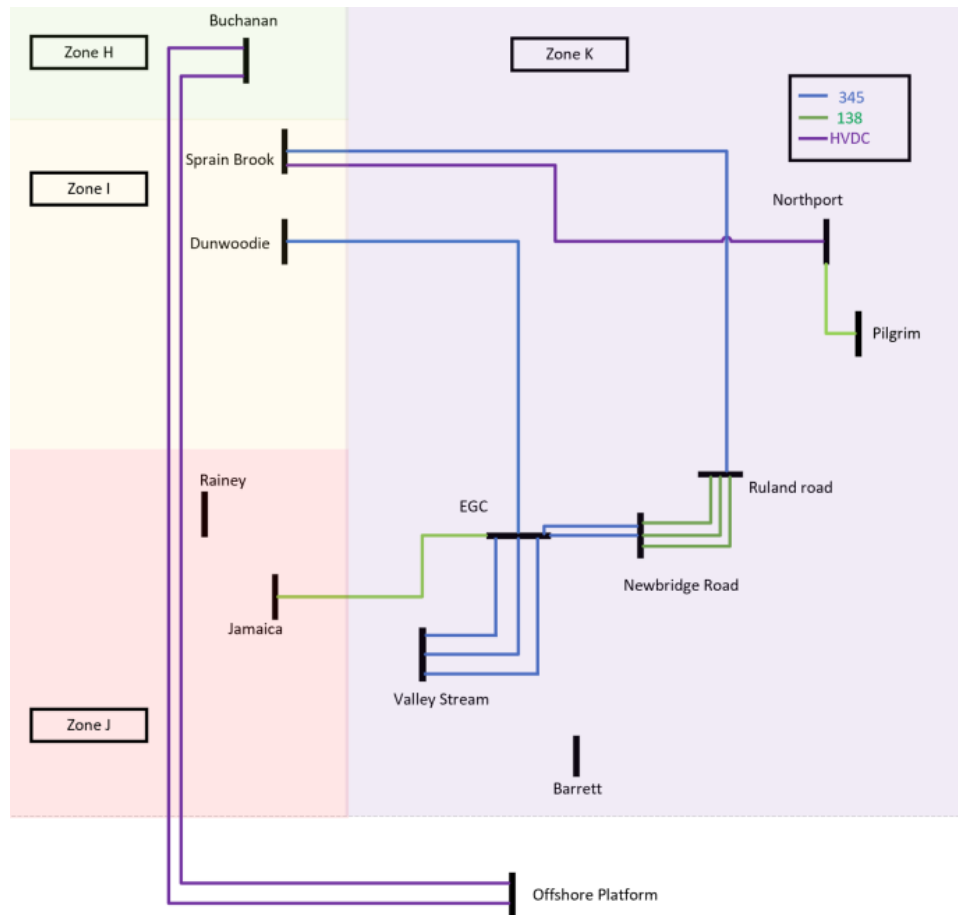 Buchanan
Zone H
Zone K
345
138
HVDC
Sprain Brook
Zone I
Northport
Dunwoodie
Pilgrim
Rainey
Ruland road
EGC
Newbridge Road
Jamaica
Valley Stream
Zone J
Barrett
Offshore Platform